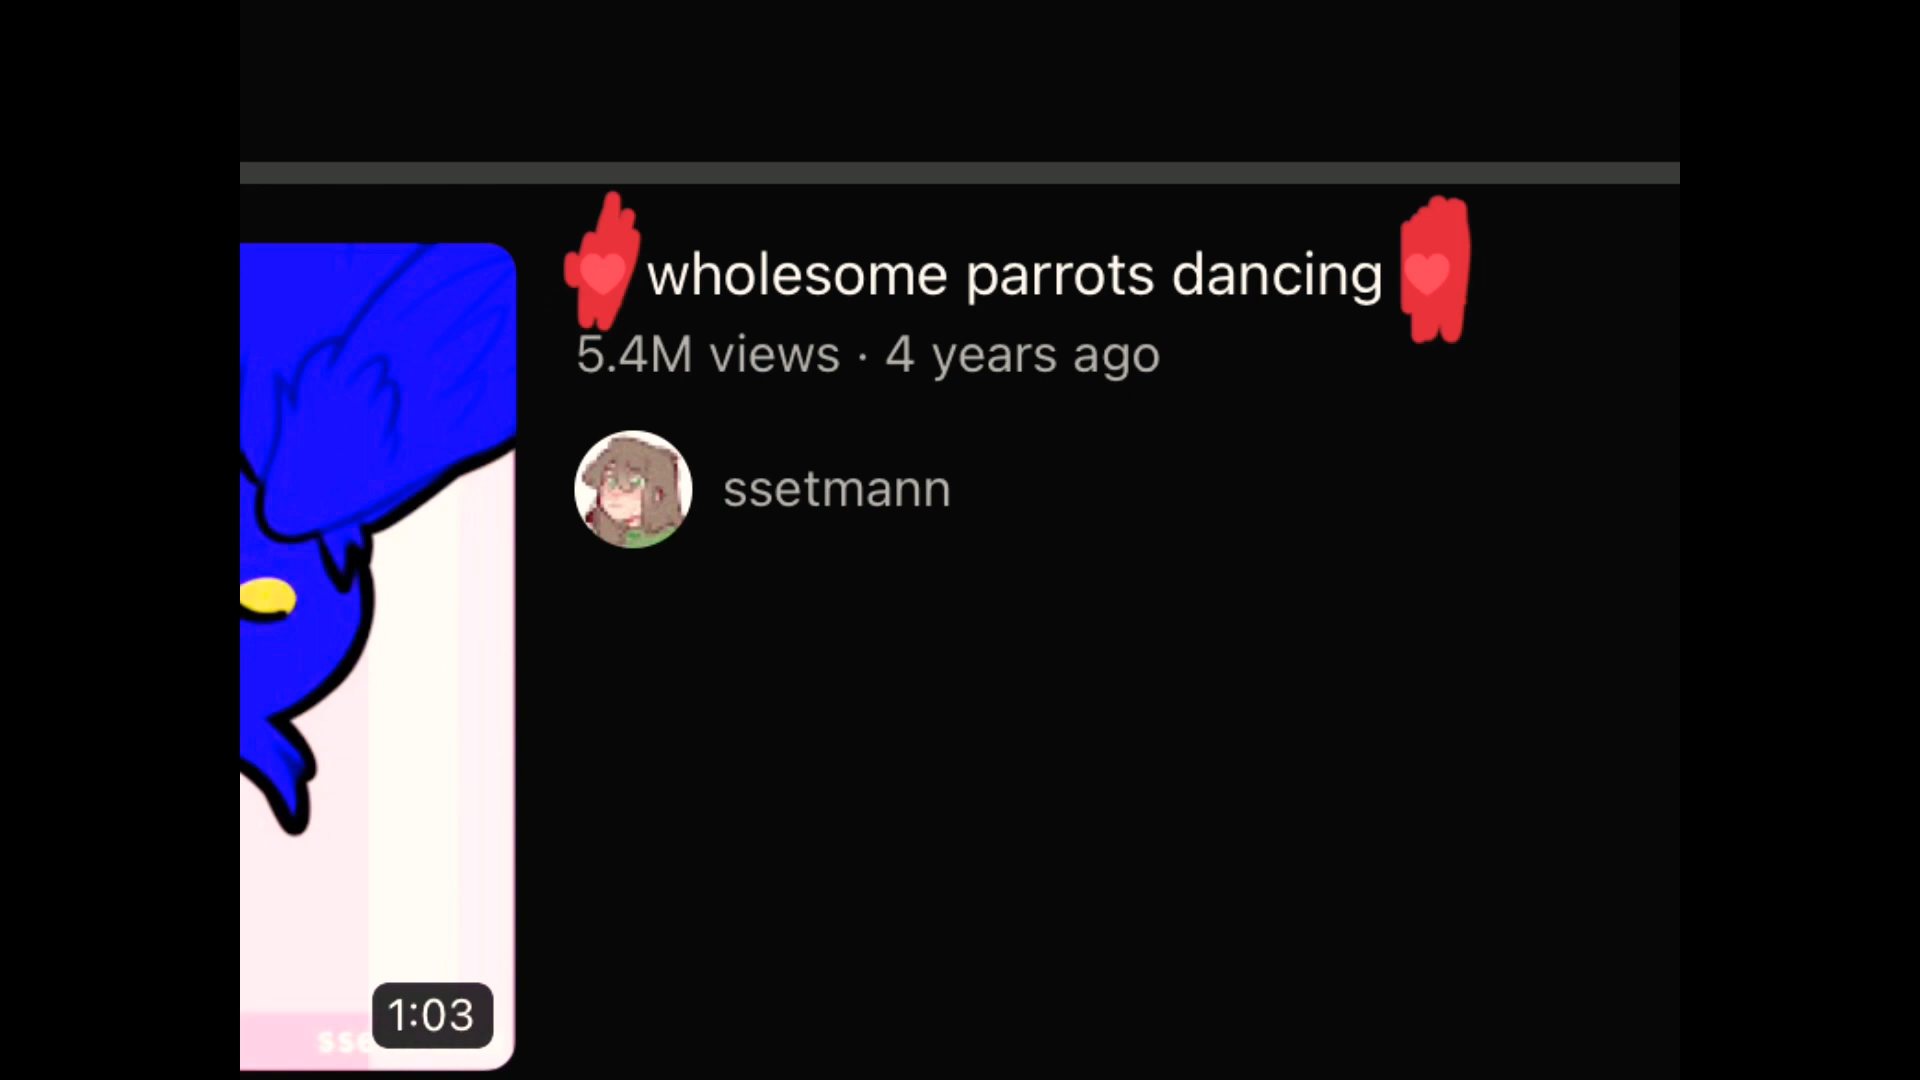 wholesome parrots dancing
5.4M views · 4 years ago
ssetmann
1:03